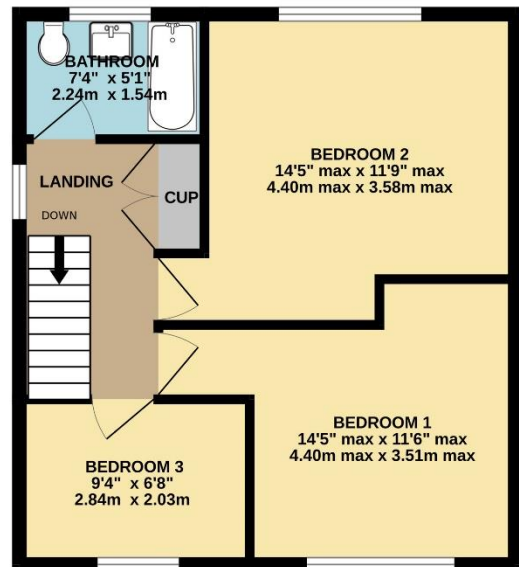 BATHROOM
7'4" x 5'1"
2.24m x 1.54m
BEDROOM 2
14'5" max x 11'9" max
4.40m max x 3.58m max
LANDING
CUP
DOWN
BEDROOM 1
14'5" max x 11'6" max
4.40m max x 3.51m max
BEDROOM 3
9'4" x 6'8"
2.84m x 2.03m